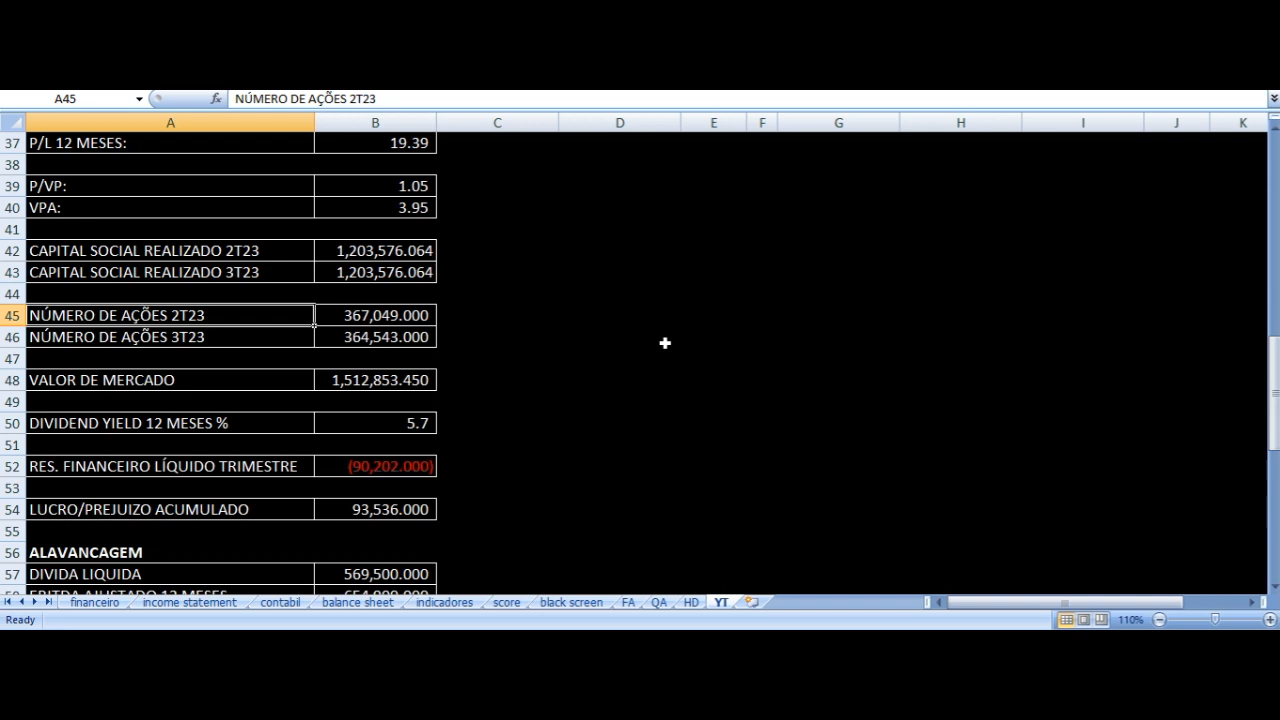 A45 fx NÚMERO DE AÇÕES 2T23
A B C D E F G H I J K
37 P/L 12 MESES: 19.39
38
39 P/VP: 1.05
40 VPA: 3.95
41
42 CAPITAL SOCIAL REALIZADO 2T23 1,203,576.064
43 CAPITAL SOCIAL REALIZADO 3T23 1,203,576.064
44
45 NÚMERO DE AÇÕES 2T23 367,049.000
46 NÚMERO DE AÇÕES 3T23 364,543.000
47
48 VALOR DE MERCADO 1,512,853.450
49
50 DIVIDEND YIELD 12 MESES % 5.7
51
52 RES. FINANCEIRO LÍQUIDO TRIMESTRE (90,202.000)
53
54 LUCRO/PREJUIZO ACUMULADO 93,536.000
55
56 ALAVANCAGEM
57 DIVIDA LIQUIDA 569,500.000
financeiro income statement contabil balance sheet indicadores score black screen FA QA HD YT
Ready 110%